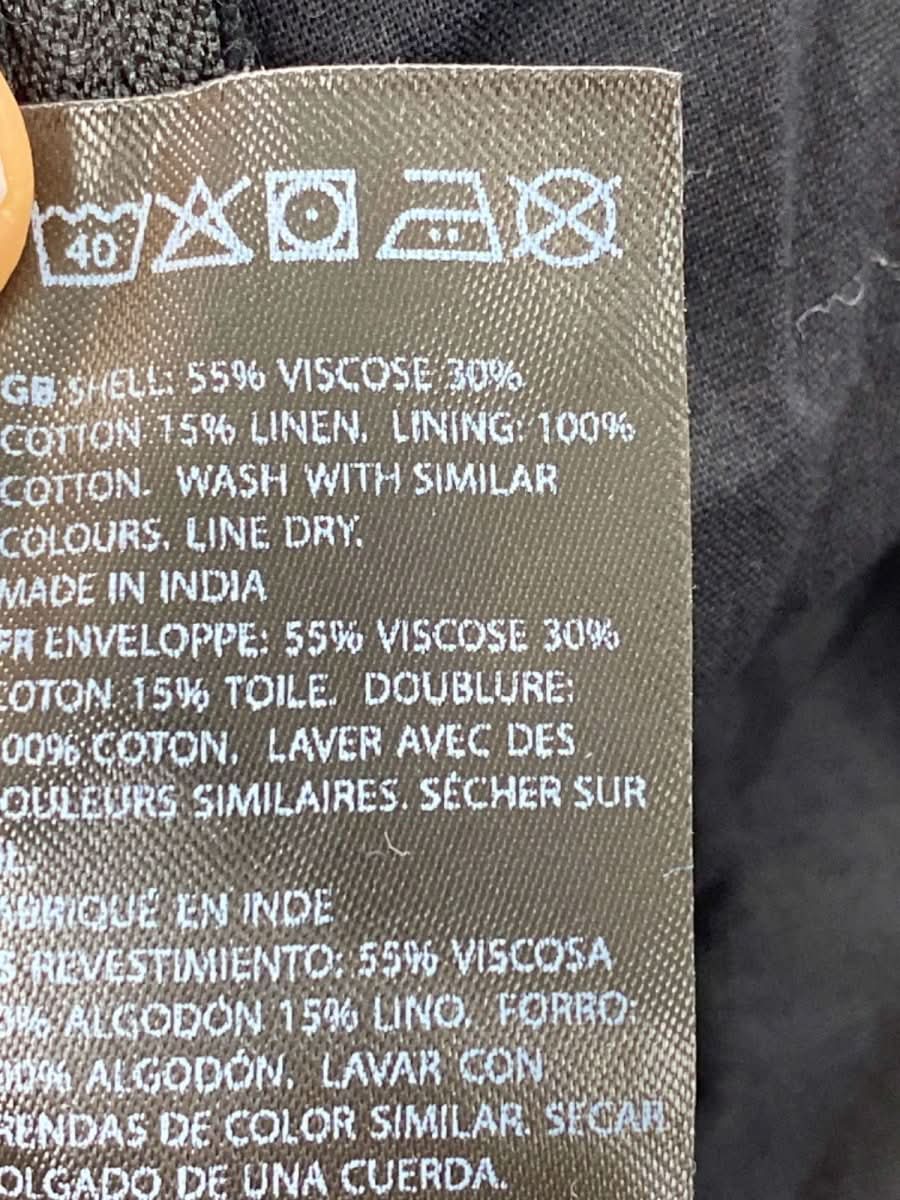 40
GB SHELL: 55% VISCOSE 30%
COTTON 15% LINEN. LINING: 100%
COTTON. WASH WITH SIMILAR
COLOURS. LINE DRY.
MADE IN INDIA
FR ENVELOPPE: 55% VISCOSE 30%
COTON 15% TOILE. DOUBLURE:
00% COTON. LAVER AVEC DES
OULEURS SIMILAIRES. SÉCHER SUR
IL.
ABRIQUÉ EN INDE
S REVESTIMIENTO: 55% VISCOSA
0% ALGODÓN 15% LINO. FORRO:
00% ALGODÓN. LAVAR CON
RENDAS DE COLOR SIMILAR. SECAR
OLGADO DE UNA CUERDA.